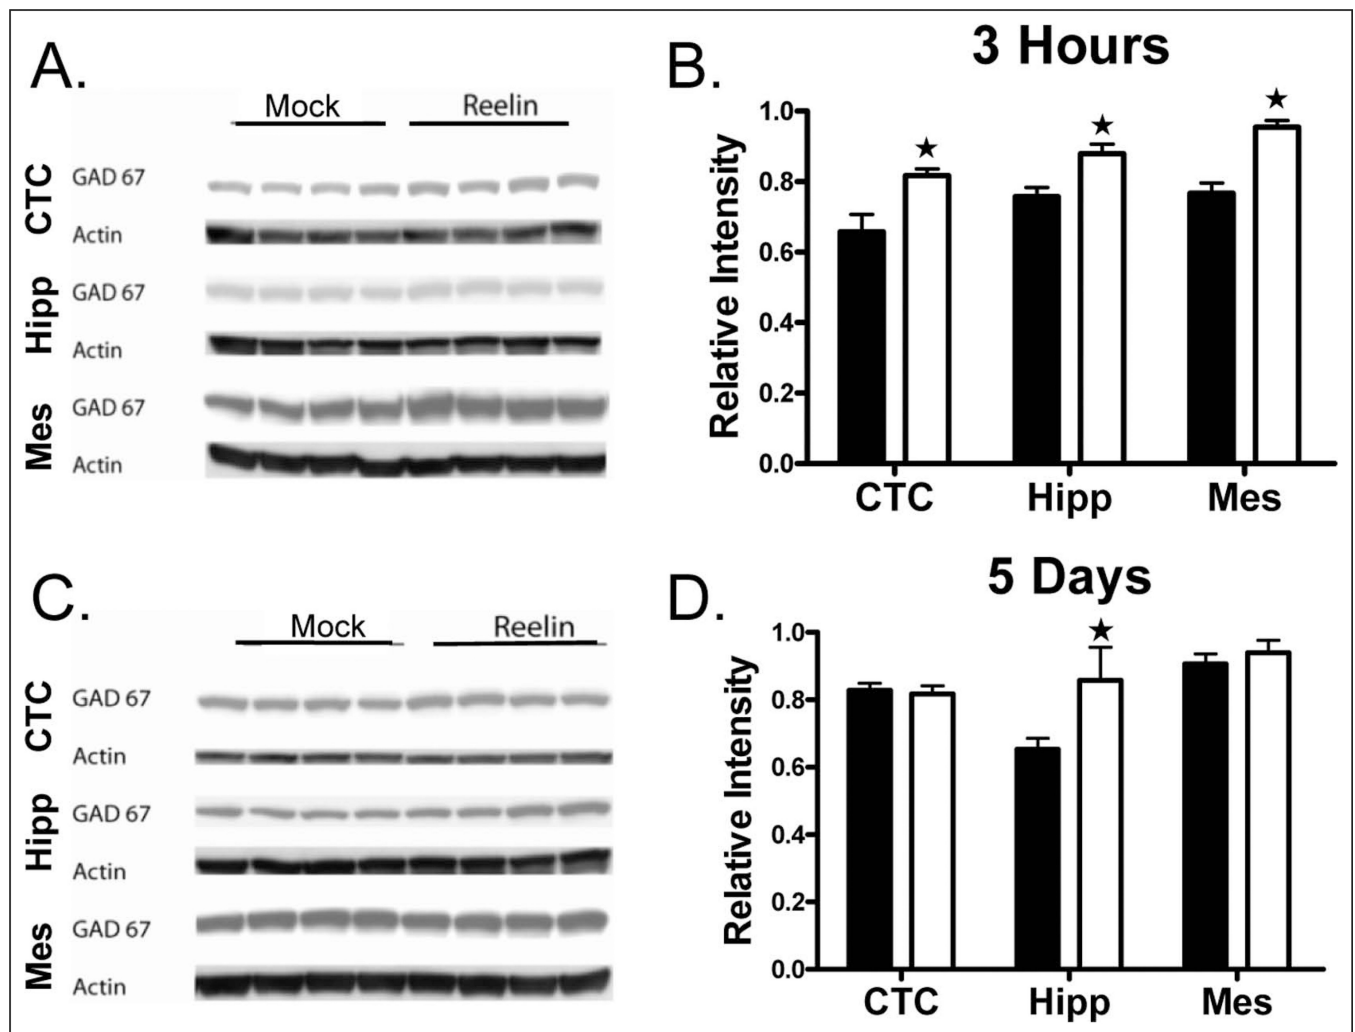 A.
Mock Reelin
CTC
GAD 67
Actin
Hipp
GAD 67
Actin
Mes
GAD 67
Actin
B.
3 Hours
Relative Intensity
1.0
0.8
0.6
0.4
0.2
0.0
CTC Hipp Mes
C.
Mock Reelin
CTC
GAD 67
Actin
Hipp
GAD 67
Actin
Mes
GAD 67
Actin
D.
5 Days
Relative Intensity
1.0
0.8
0.6
0.4
0.2
0.0
CTC Hipp Mes